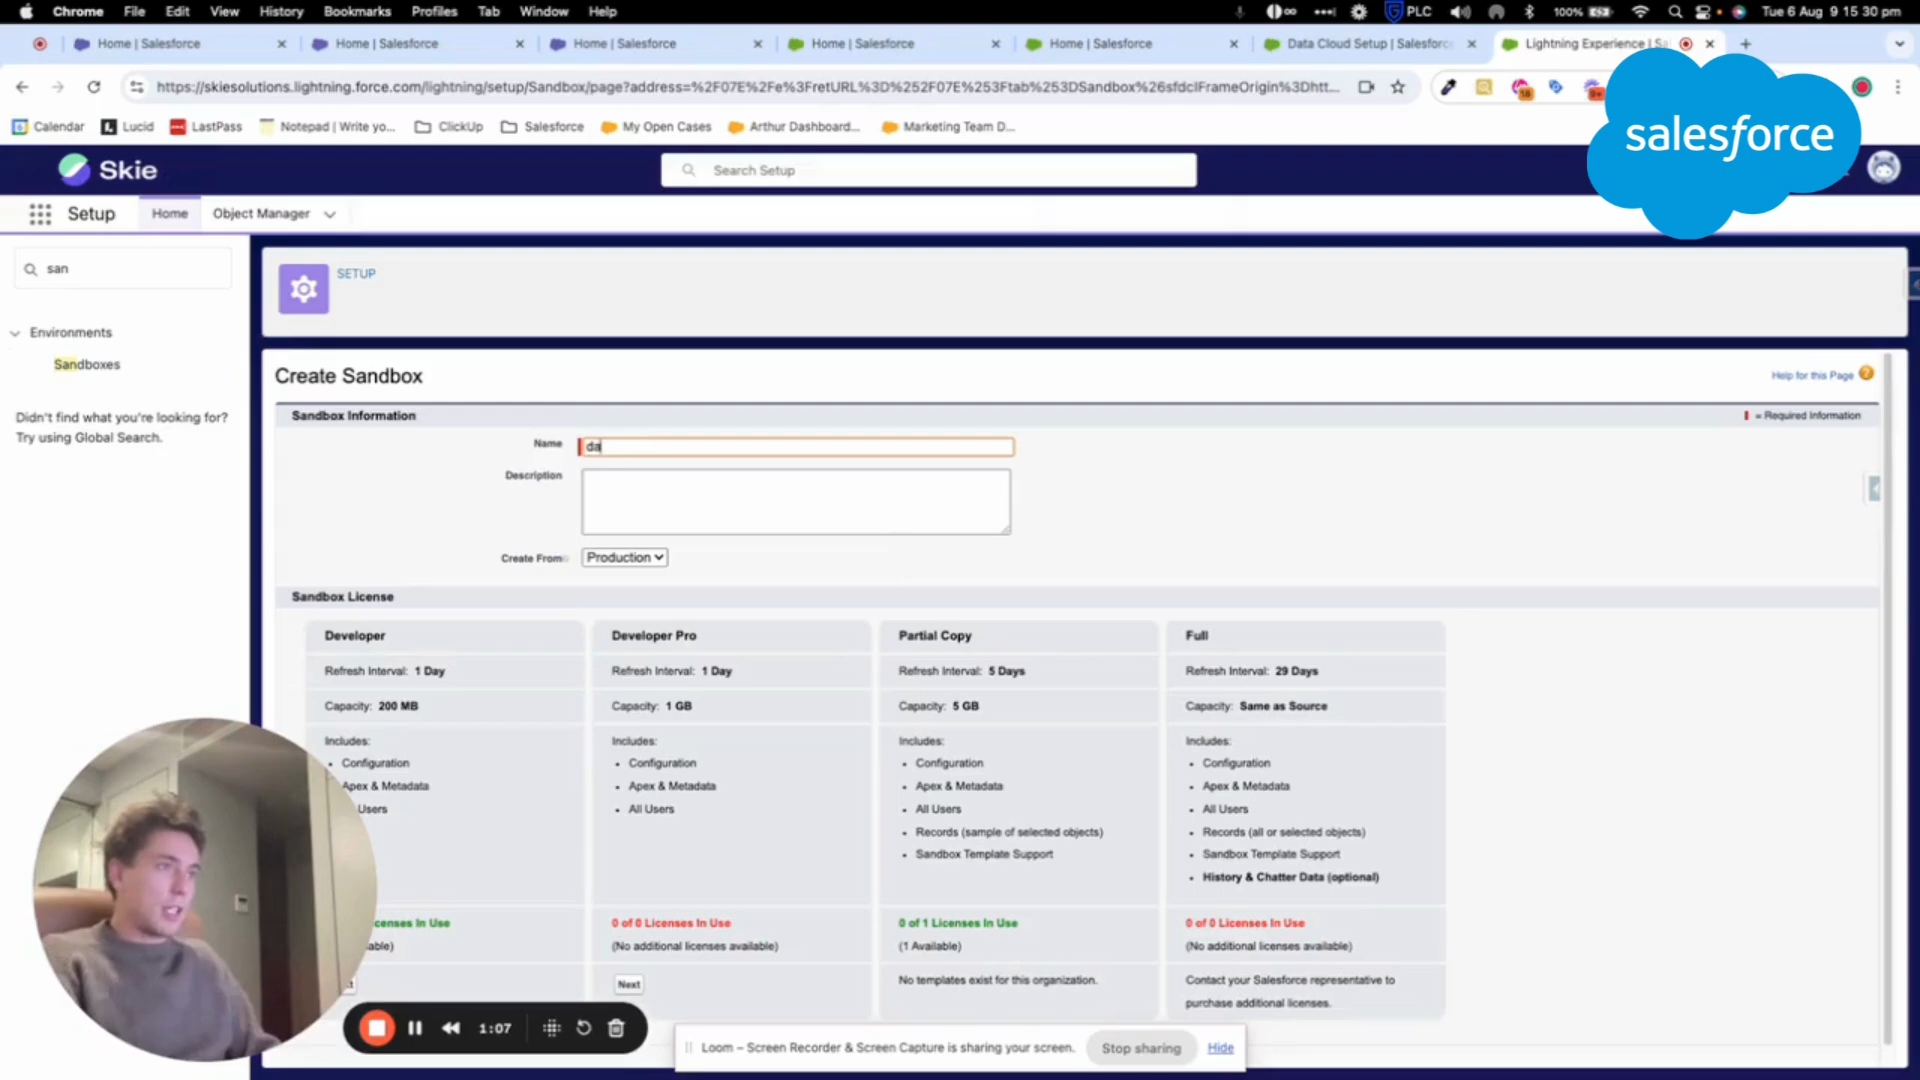 Chrome File Edit View History Bookmarks Profiles Tab Window Help PLC 100% Tue 6 Aug 9 15 30 pm
Home | Salesforce Home | Salesforce Home | Salesforce Home | Salesforce Home | Salesforce Data Cloud Setup | Salesforc Lightning Experience | Sa
https://skiesolutions.lightning.force.com/lightning/setup/Sandbox/page?address=%2F07E%2Fe%3FretURL%3D%252F07E%253Ftab%253DSandbox%26sfdcIFrameOrigin%3Dhtt...
Calendar Lucid LastPass Notepad | Write yo... ClickUp Salesforce My Open Cases Arthur Dashboard... Marketing Team D...
salesforce
Skie
Search Setup
Setup Home Object Manager
san
SETUP
Environments
Sandboxes
Didn't find what you're looking for?
Try using Global Search.
Create Sandbox
Help for this Page
Sandbox Information
= Required Information
Name da
Description
Create From Production
Sandbox License
Developer
Refresh Interval: 1 Day
Capacity: 200 MB
Includes:
Configuration
Apex & Metadata
Users
censes In Use
able)
Developer Pro
Refresh Interval: 1 Day
Capacity: 1 GB
Includes:
• Configuration
• Apex & Metadata
• All Users
0 of 0 Licenses In Use
(No additional licenses available)
Next
Partial Copy
Refresh Interval: 5 Days
Capacity: 5 GB
Includes:
• Configuration
• Apex & Metadata
• All Users
• Records (sample of selected objects)
• Sandbox Template Support
0 of 1 Licenses In Use
(1 Available)
No templates exist for this organization.
Full
Refresh Interval: 29 Days
Capacity: Same as Source
Includes:
• Configuration
• Apex & Metadata
• All Users
• Records (all or selected objects)
• Sandbox Template Support
• History & Chatter Data (optional)
0 of 0 Licenses In Use
(No additional licenses available)
Contact your Salesforce representative to
purchase additional licenses.
1:07
Loom – Screen Recorder & Screen Capture is sharing your screen. Stop sharing Hide